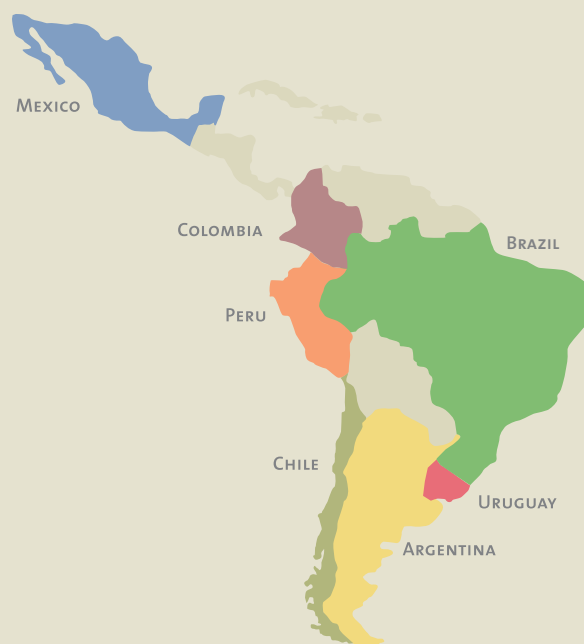 Mexico
Colombia
Brazil
Peru
Chile
Uruguay
Argentina